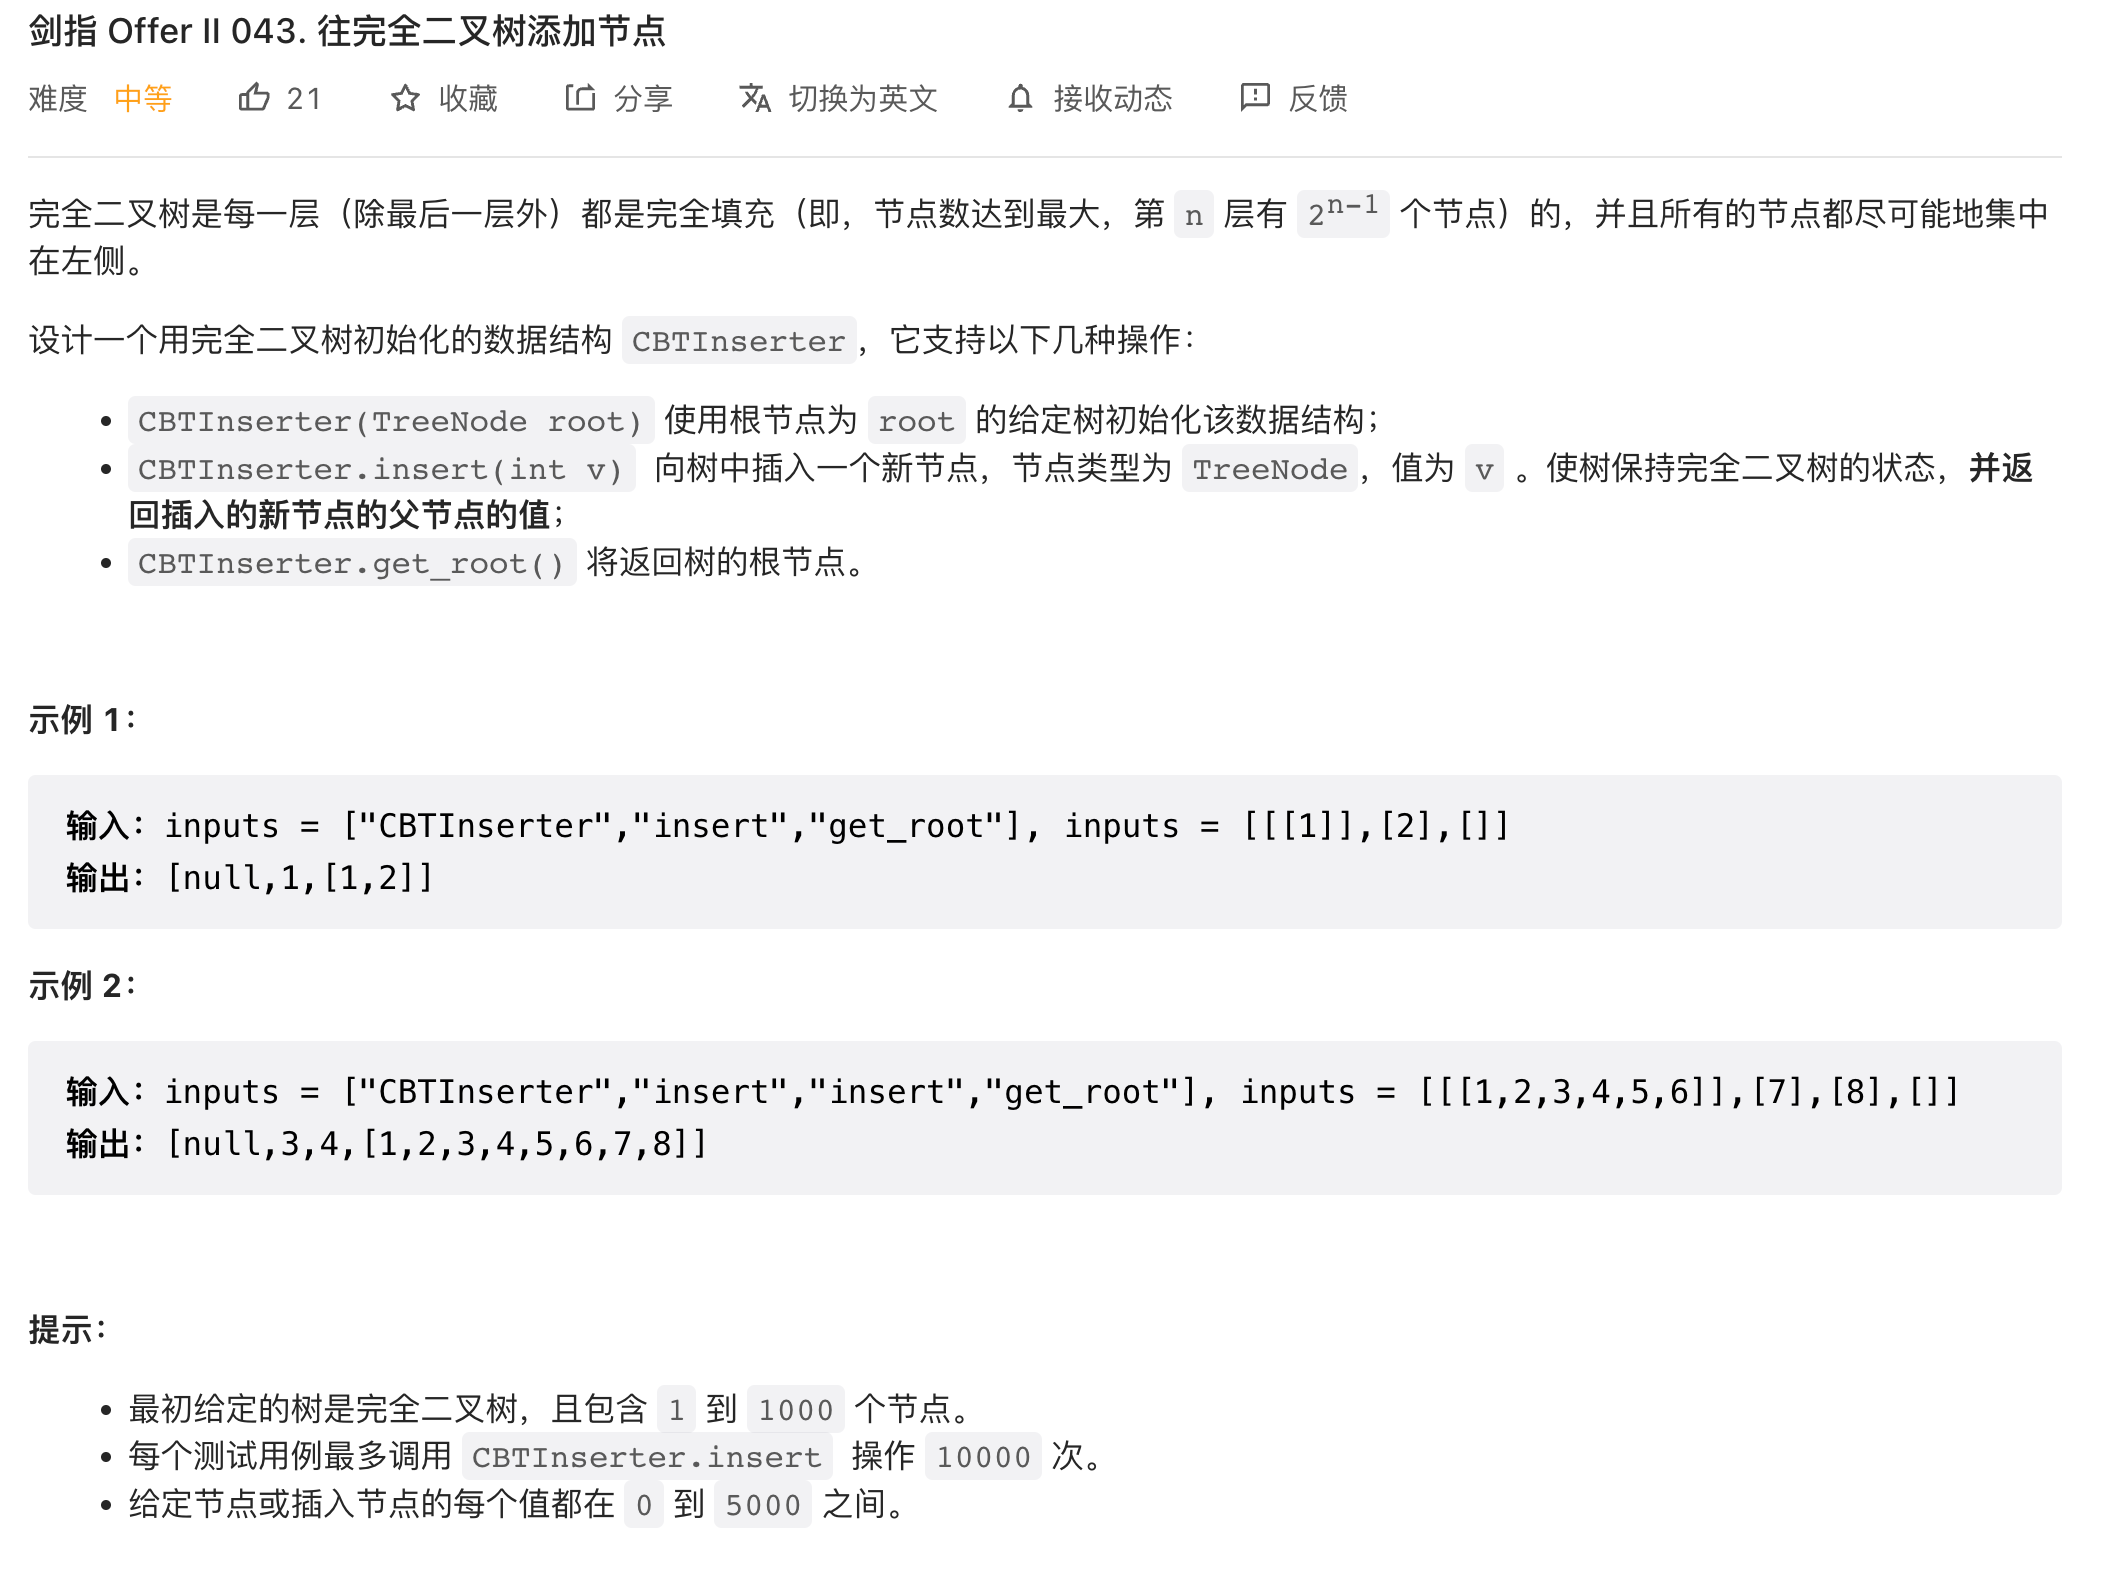 剑指 Offer II 043. 往完全二叉树添加节点
难度 中等 21 收藏 分享 切换为英文 接收动态 反馈
完全二叉树是每一层（除最后一层外）都是完全填充（即，节点数达到最大，第 n 层有 2^n-1 个节点）的，并且所有的节点都尽可能地集中
在左侧。
设计一个用完全二叉树初始化的数据结构 CBTInserter，它支持以下几种操作：
• CBTInserter(TreeNode root) 使用根节点为 root 的给定树初始化该数据结构；
• CBTInserter.insert(int v) 向树中插入一个新节点，节点类型为 TreeNode，值为 v 。使树保持完全二叉树的状态，并返
回插入的新节点的父节点的值；
• CBTInserter.get_root() 将返回树的根节点。
示例 1：
输入：inputs = ["CBTInserter","insert","get_root"], inputs = [[[1]],[2],[]]
输出：[null,1,[1,2]]
示例 2：
输入：inputs = ["CBTInserter","insert","insert","get_root"], inputs = [[[1,2,3,4,5,6]],[7],[8],[]]
输出：[null,3,4,[1,2,3,4,5,6,7,8]]
提示：
• 最初给定的树是完全二叉树，且包含 1 到 1000 个节点。
• 每个测试用例最多调用 CBTInserter.insert 操作 10000 次。
• 给定节点或插入节点的每个值都在 0 到 5000 之间。